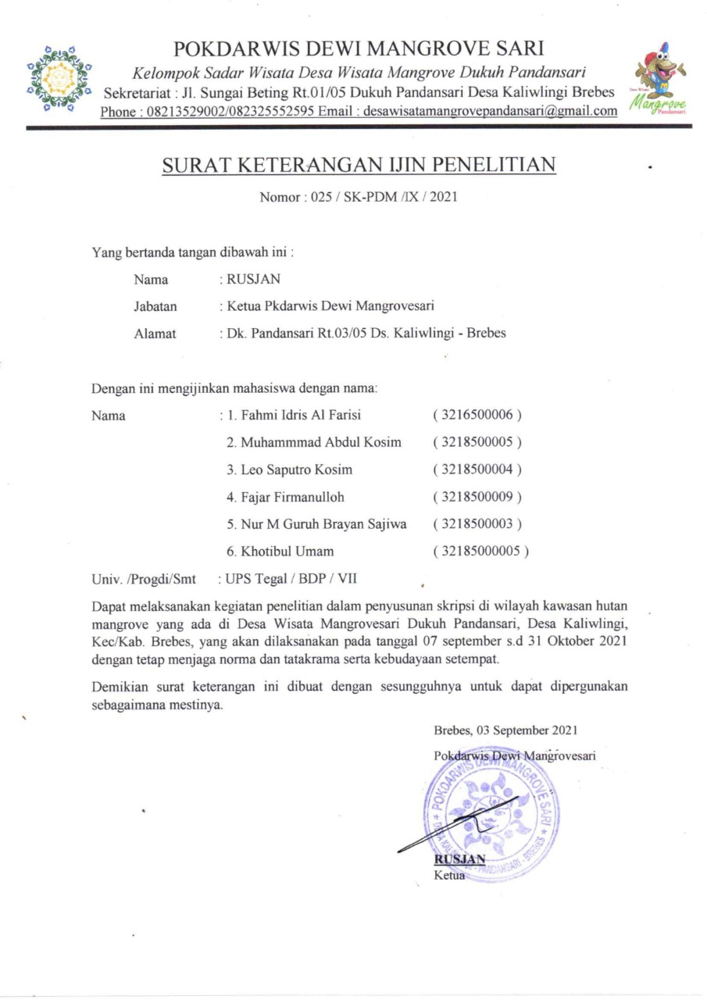 POKDARWIS DEWI MANGROVE SARI
Kelompok Sadar Wisata Desa Wisata Mangrove Dukuh Pandansari
Sekretariat : Jl. Sungai Beting Rt.01/05 Dukuh Pandansari Desa Kaliwlingi Brebes
Phone : 08213529002/082325552595 Email : desawisatamangrovepandansari@gmail.com
Desa Wisata
Mangrove
Pandansari
SURAT KETERANGAN IJIN PENELITIAN
Nomor : 025 / SK-PDM /IX / 2021
Yang bertanda tangan dibawah ini :
Nama : RUSJAN
Jabatan : Ketua Pkdarwis Dewi Mangrovesari
Alamat : Dk. Pandansari Rt.03/05 Ds. Kaliwlingi - Brebes
Dengan ini mengijinkan mahasiswa dengan nama:
Nama : 1. Fahmi Idris Al Farisi ( 3216500006 )
2. Muhammmad Abdul Kosim ( 3218500005 )
3. Leo Saputro Kosim ( 3218500004 )
4. Fajar Firmanulloh ( 3218500009 )
5. Nur M Guruh Brayan Sajiwa ( 3218500003 )
6. Khotibul Umam ( 32185000005 )
Univ. /Progdi/Smt : UPS Tegal / BDP / VII
Dapat melaksanakan kegiatan penelitian dalam penyusunan skripsi di wilayah kawasan hutan
mangrove yang ada di Desa Wisata Mangrovesari Dukuh Pandansari, Desa Kaliwlingi,
Kec/Kab. Brebes, yang akan dilaksanakan pada tanggal 07 september s.d 31 Oktober 2021
dengan tetap menjaga norma dan tatakrama serta kebudayaan setempat.
Demikian surat keterangan ini dibuat dengan sesungguhnya untuk dapat dipergunakan
sebagaimana mestinya.
Brebes, 03 September 2021
Pokdarwis Dewi Mangrovesari
POKDARWIS DEWI MANGROVE SARI
DESA - PANDANSARI - BREBES
RUSJAN
Ketua